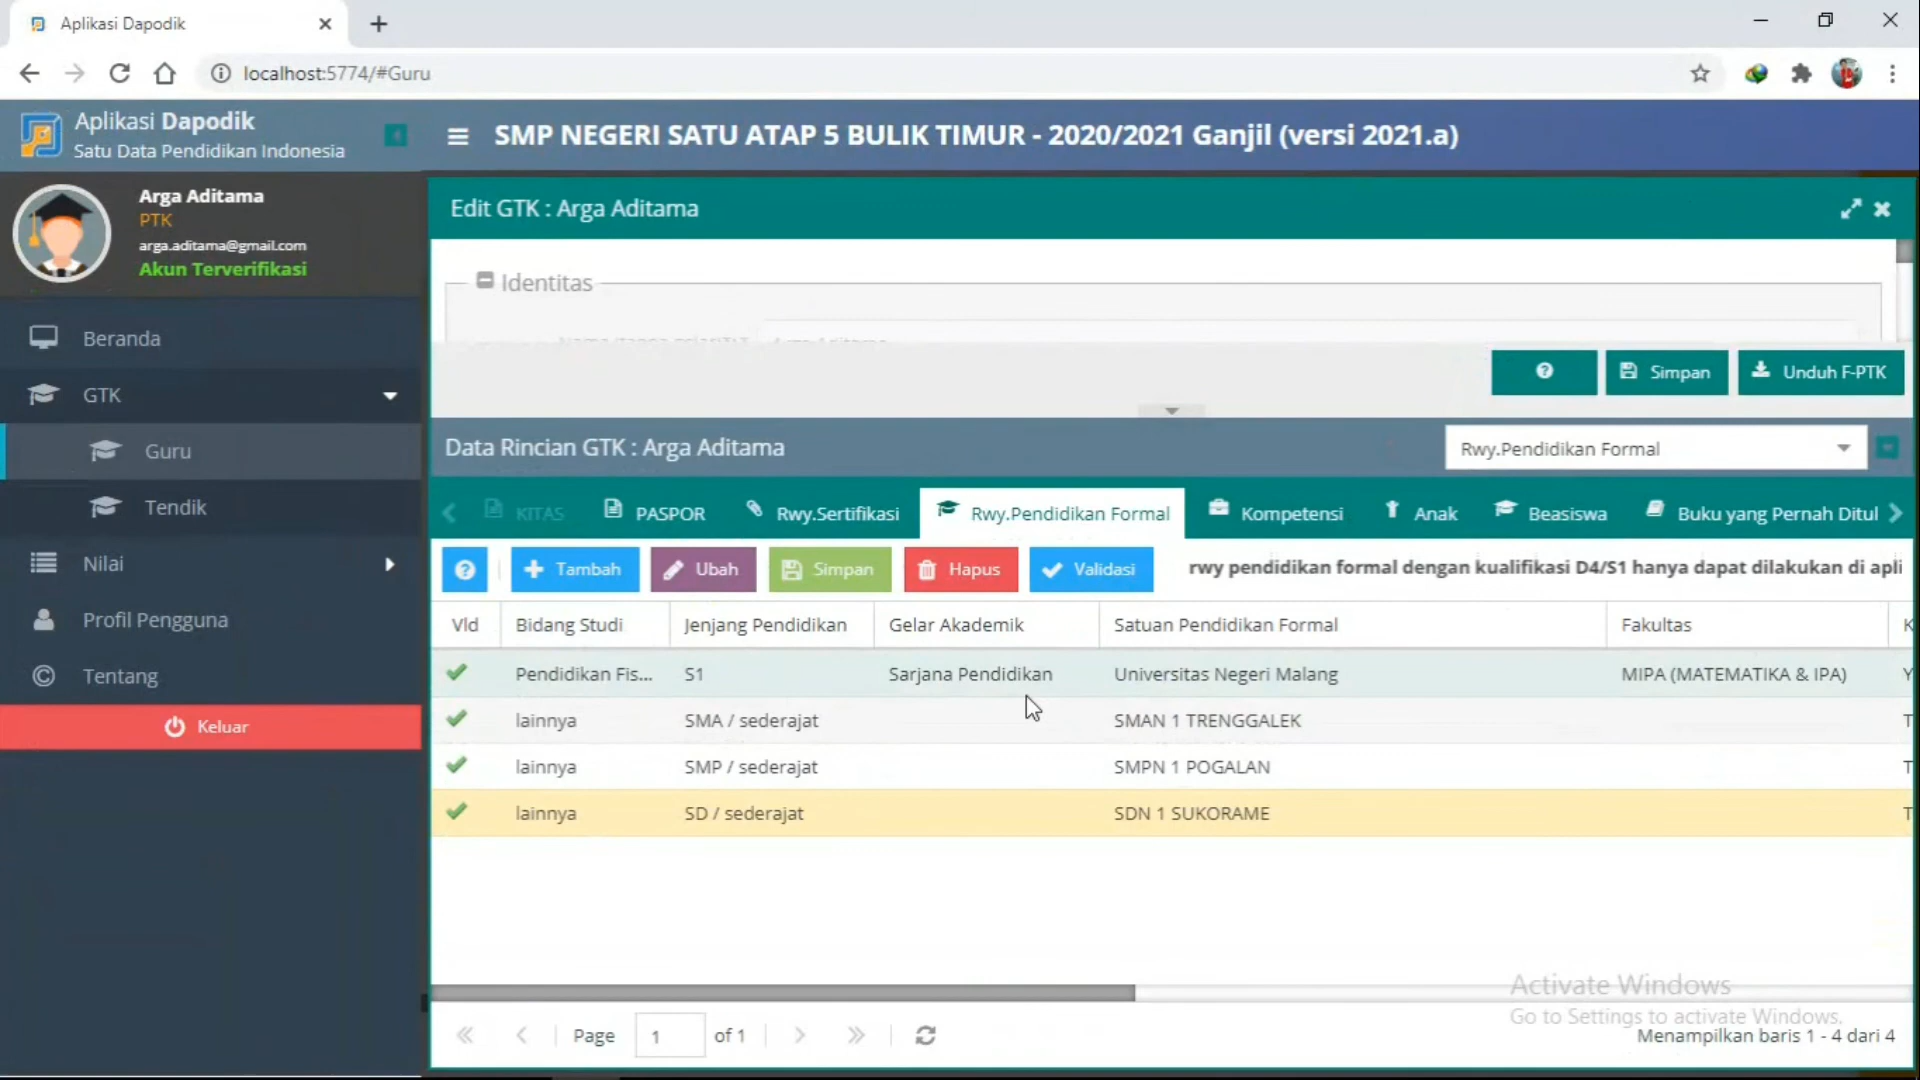 Aplikasi Dapodik
localhost:5774/#Guru
Aplikasi Dapodik
Satu Data Pendidikan Indonesia
SMP NEGERI SATU ATAP 5 BULIK TIMUR - 2020/2021 Ganjil (versi 2021.a)
Arga Aditama
PTK
arga.aditama@gmail.com
Akun Terverifikasi
Beranda
GTK
Guru
Tendik
Nilai
Profil Pengguna
Tentang
Keluar
Edit GTK : Arga Aditama
Identitas
Simpan
Unduh F-PTK
Data Rincian GTK : Arga Aditama
Rwy.Pendidikan Formal
KITAS PASPOR Rwy.Sertifikasi Rwy.Pendidikan Formal Kompetensi Anak Beasiswa Buku yang Pernah Ditul
Tambah Ubah Simpan Hapus Validasi rwy pendidikan formal dengan kualifikasi D4/S1 hanya dapat dilakukan di apli
Vld Bidang Studi Jenjang Pendidikan Gelar Akademik Satuan Pendidikan Formal Fakultas K
Pendidikan Fis... S1 Sarjana Pendidikan Universitas Negeri Malang MIPA (MATEMATIKA & IPA) Y
lainnya SMA / sederajat SMAN 1 TRENGGALEK T
lainnya SMP / sederajat SMPN 1 POGALAN T
lainnya SD / sederajat SDN 1 SUKORAME T
Activate Windows
Go to Settings to activate Windows.
Page 1 of 1
Menampilkan baris 1 - 4 dari 4